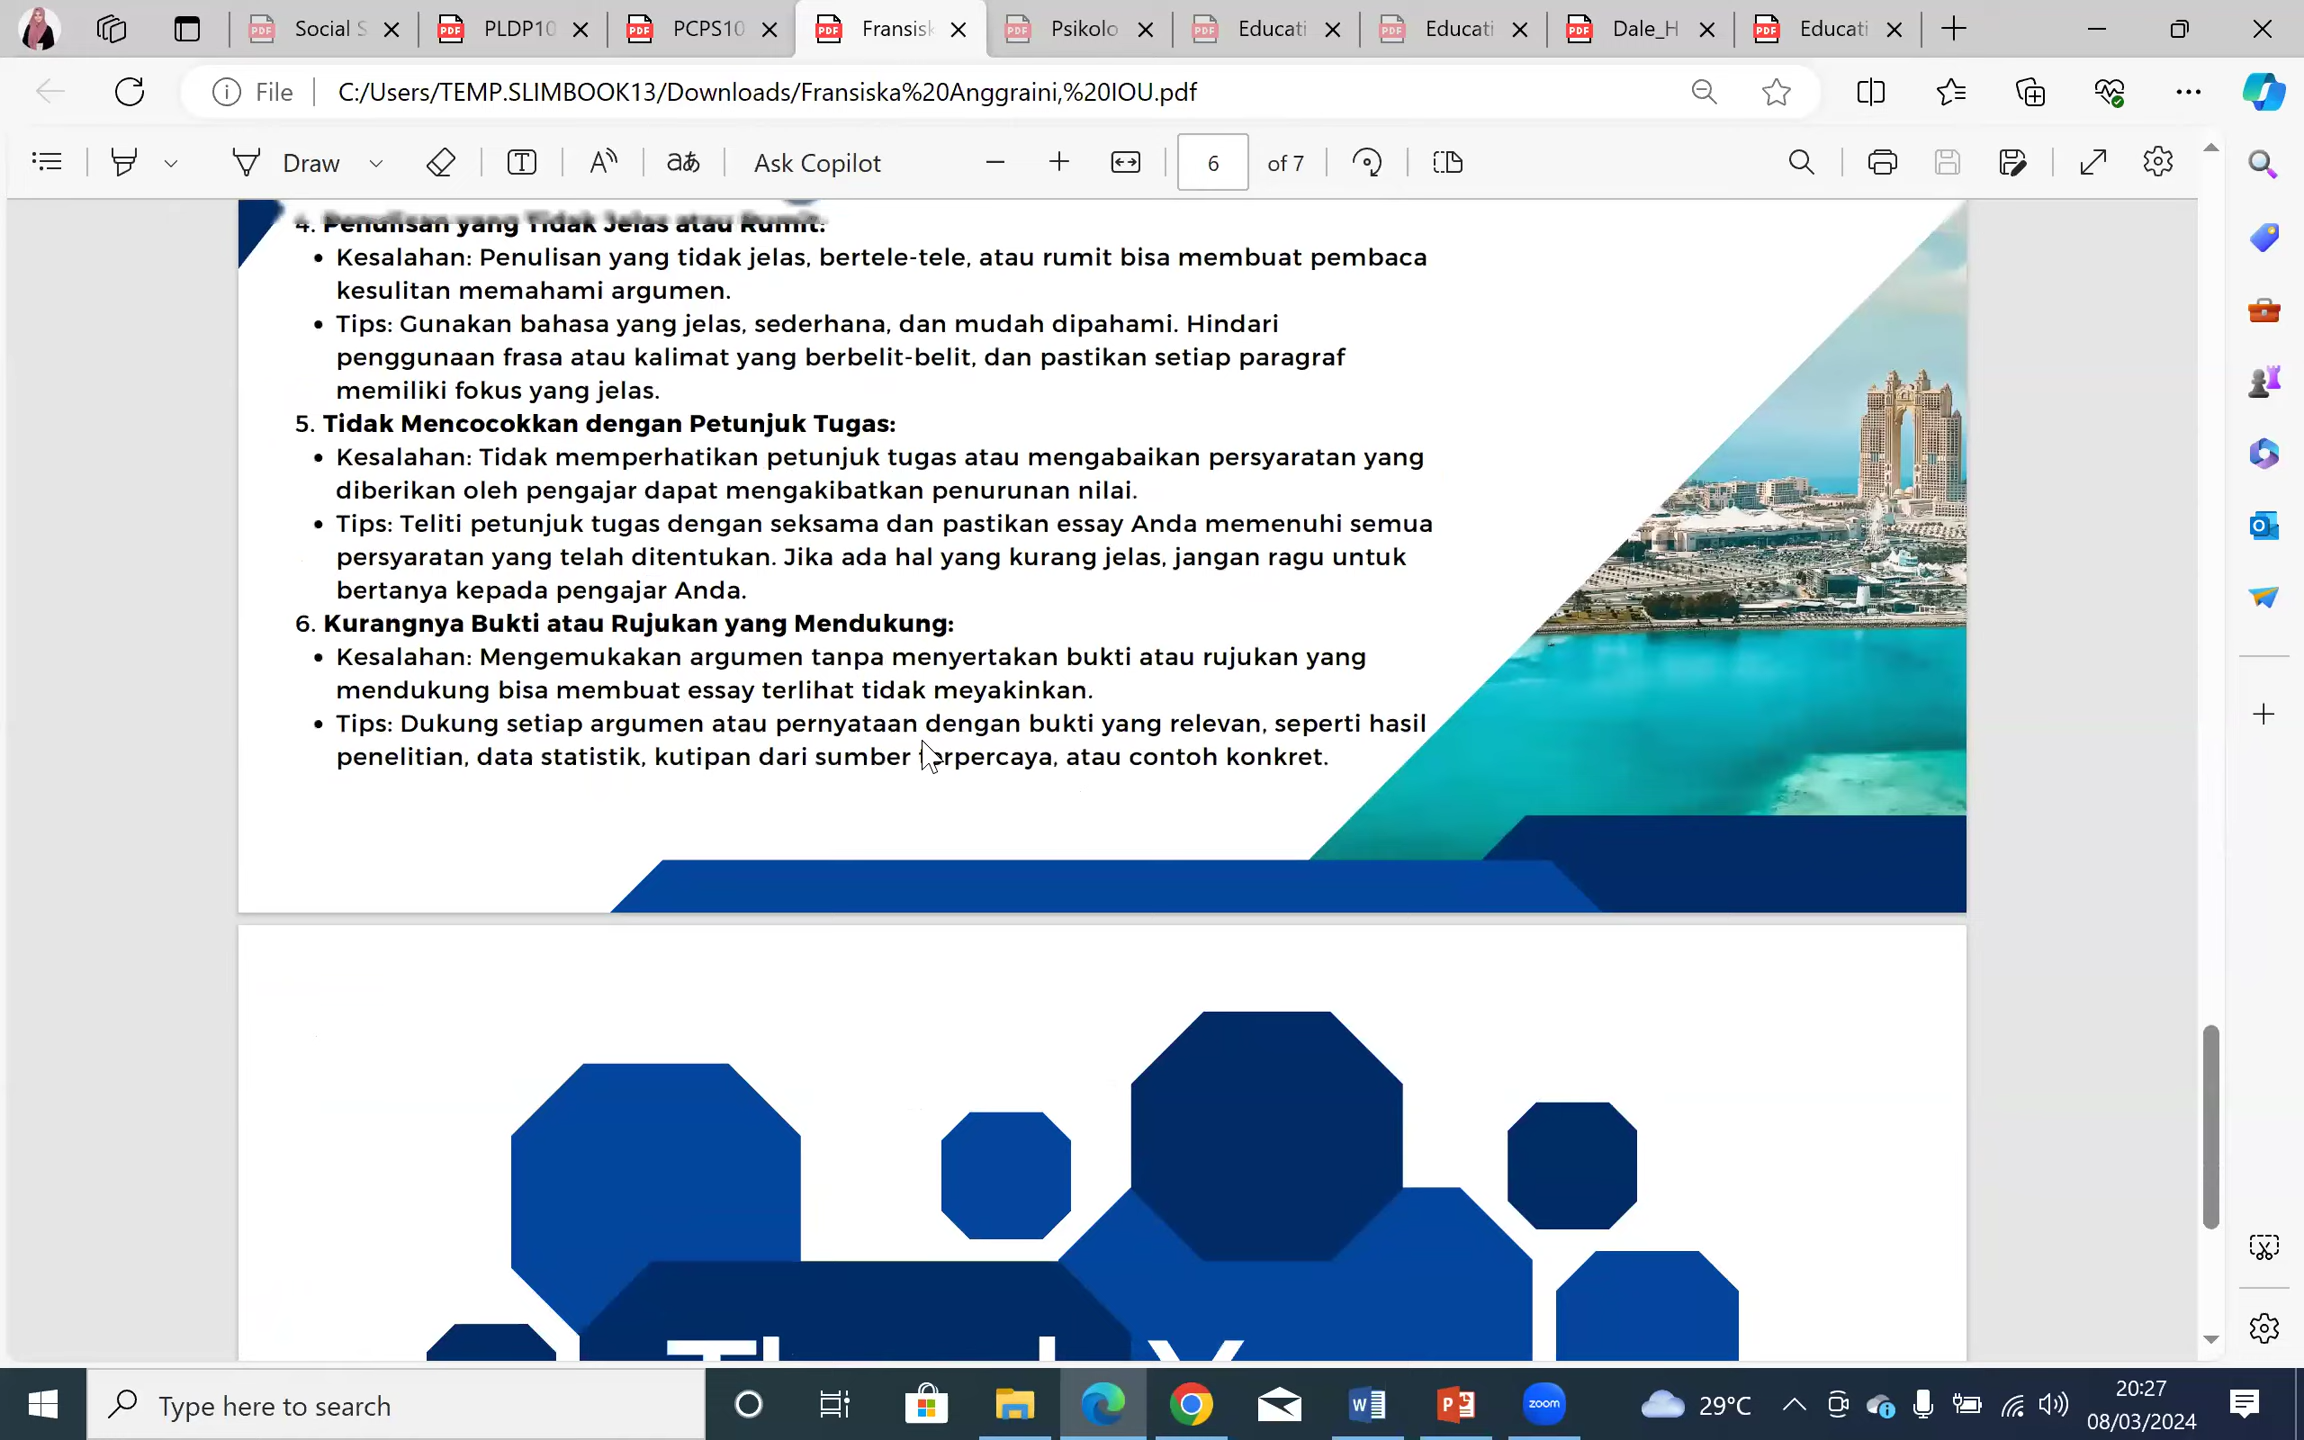 Social S
PLDP10
PCPS10
Fransisk
Psikolo
Educati
Educati
Dale_H
Educati
File
C:/Users/TEMP.SLIMBOOK13/Downloads/Fransiska%20Anggraini,%20IOU.pdf
Draw
Ask Copilot
6
of 7
4. Penulisan yang Tidak Jelas atau Rumit:
• Kesalahan: Penulisan yang tidak jelas, bertele-tele, atau rumit bisa membuat pembaca
kesulitan memahami argumen.
• Tips: Gunakan bahasa yang jelas, sederhana, dan mudah dipahami. Hindari
penggunaan frasa atau kalimat yang berbelit-belit, dan pastikan setiap paragraf
memiliki fokus yang jelas.
5. Tidak Mencocokkan dengan Petunjuk Tugas:
• Kesalahan: Tidak memperhatikan petunjuk tugas atau mengabaikan persyaratan yang
diberikan oleh pengajar dapat mengakibatkan penurunan nilai.
• Tips: Teliti petunjuk tugas dengan seksama dan pastikan essay Anda memenuhi semua
persyaratan yang telah ditentukan. Jika ada hal yang kurang jelas, jangan ragu untuk
bertanya kepada pengajar Anda.
6. Kurangnya Bukti atau Rujukan yang Mendukung:
• Kesalahan: Mengemukakan argumen tanpa menyertakan bukti atau rujukan yang
mendukung bisa membuat essay terlihat tidak meyakinkan.
• Tips: Dukung setiap argumen atau pernyataan dengan bukti yang relevan, seperti hasil
penelitian, data statistik, kutipan dari sumber terpercaya, atau contoh konkret.
Type here to search
zoom
29°C
20:27
08/03/2024